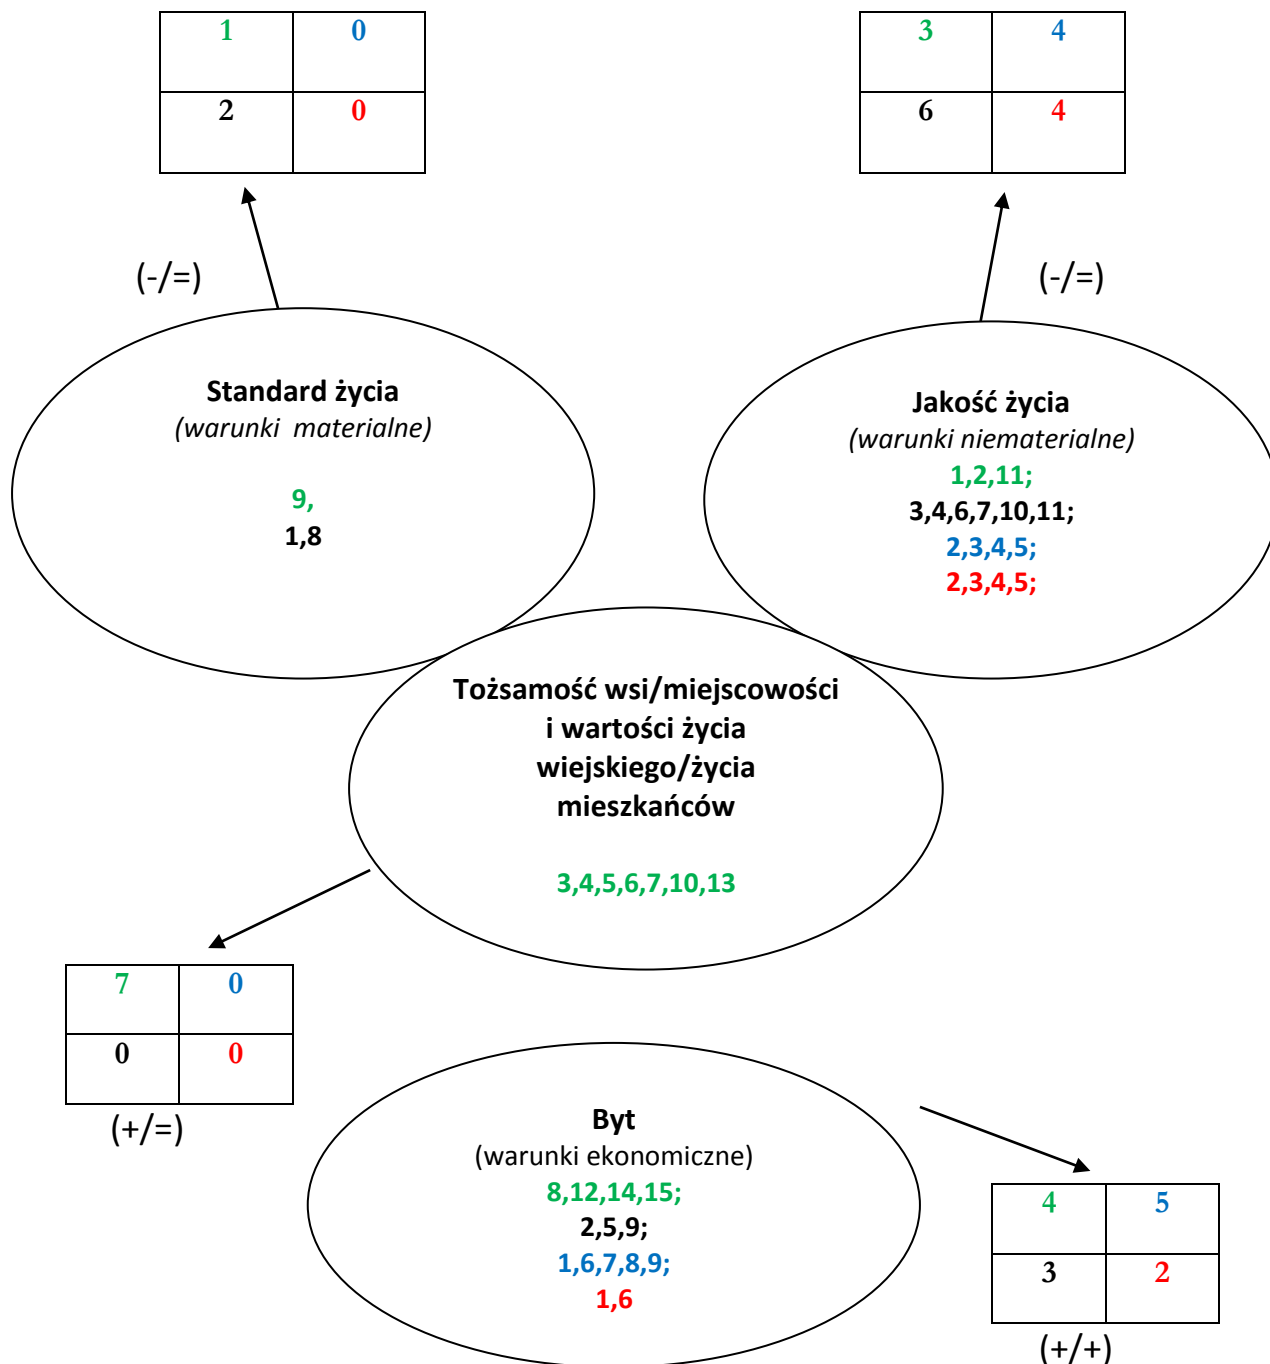 1 0
2 0
3 4
6 4
(-/=)
(-/=)
Standard życia
(warunki materialne)
9,
1,8
Jakość życia
(warunki niematerialne)
1,2,11;
3,4,6,7,10,11;
2,3,4,5;
2,3,4,5;
Tożsamość wsi/miejscowości
i wartości życia
wiejskiego/życia
mieszkańców
3,4,5,6,7,10,13
7 0
0 0
(+/=)
Byt
(warunki ekonomiczne)
8,12,14,15;
2,5,9;
1,6,7,8,9;
1,6
4 5
3 2
(+/+)